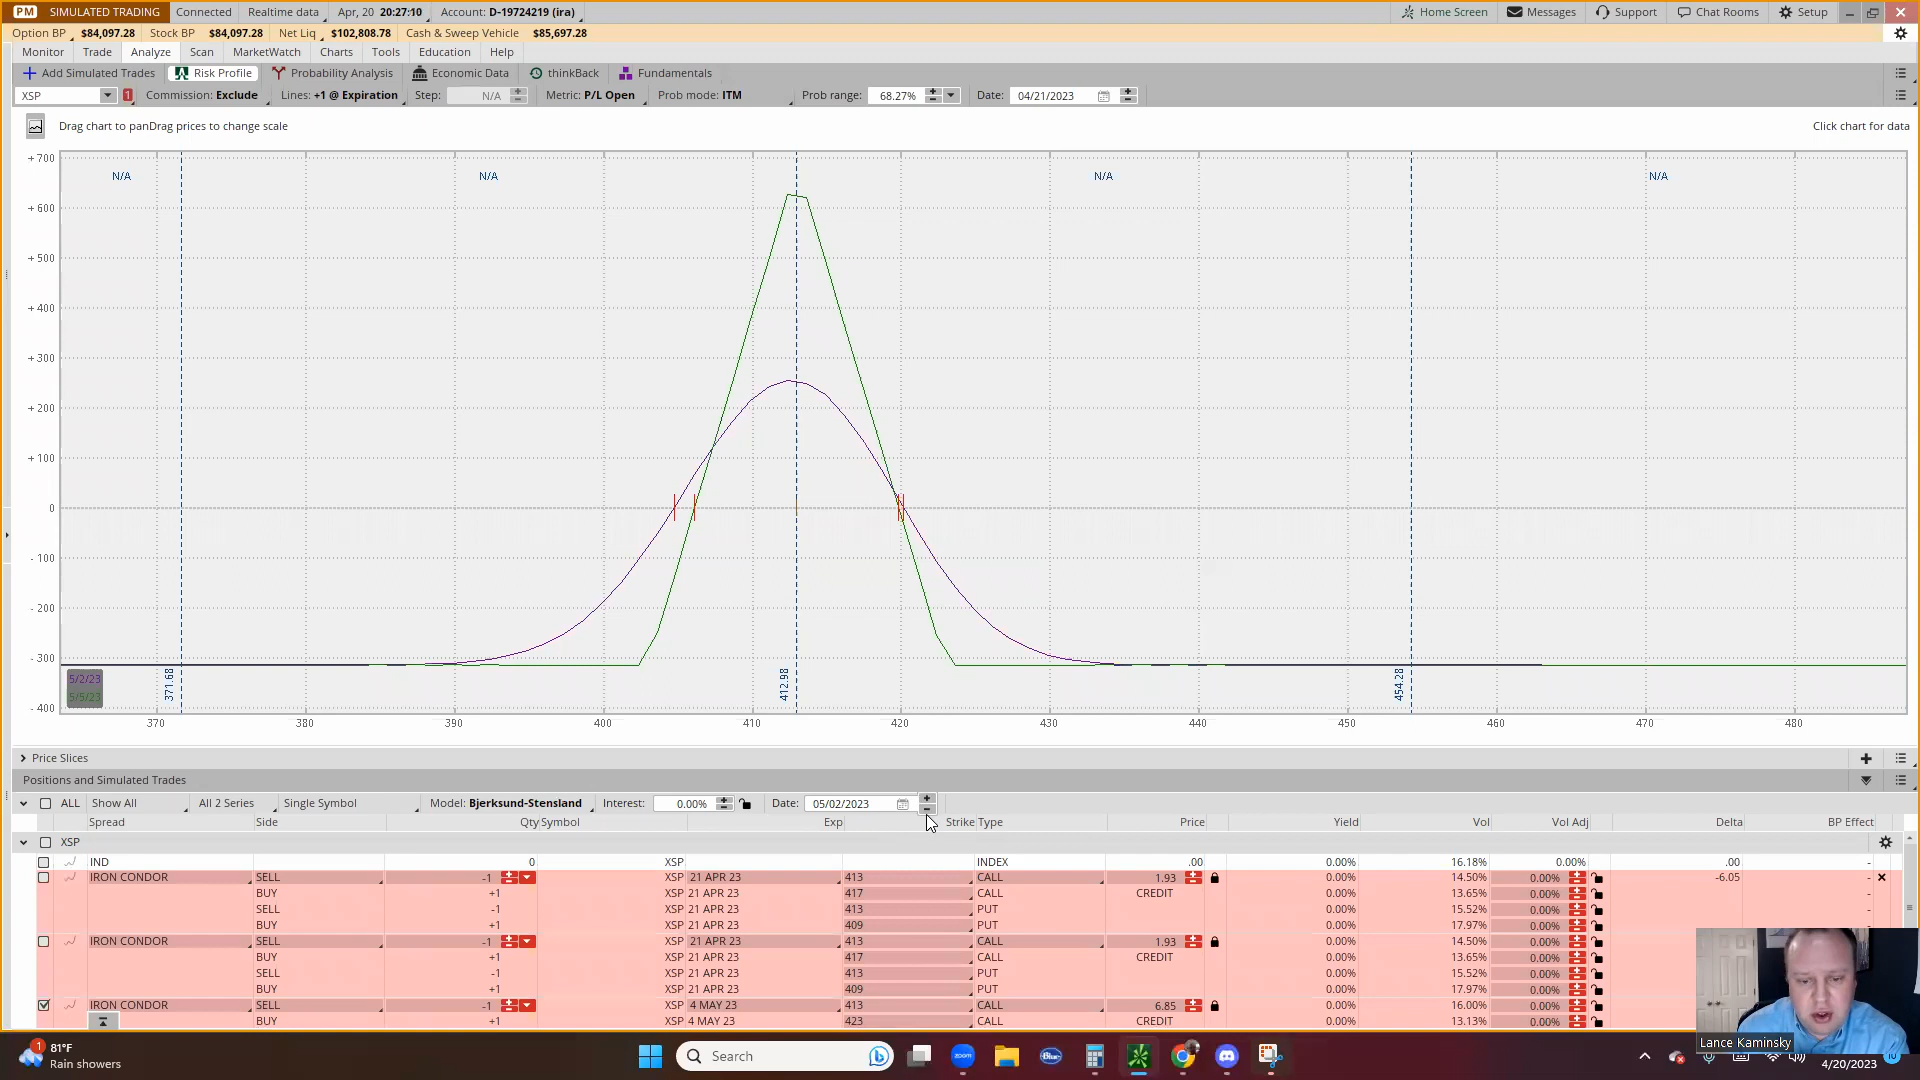 PM SIMULATED TRADING Connected Realtime data Apr, 20 20:27:10 Account: D-19724219 (ira) Home Screen Messages Support Chat Rooms Setup
Option BP $84,097.28 Stock BP $84,097.28 Net Liq $102,808.78 Cash & Sweep Vehicle $85,697.28
Monitor Trade Analyze Scan MarketWatch Charts Tools Education Help
Add Simulated Trades Risk Profile Probability Analysis Economic Data thinkBack Fundamentals
XSP 1 Commission: Exclude Lines: +1 @ Expiration Step: N/A Metric: P/L Open Prob mode: ITM Prob range: 68.27% Date: 04/21/2023
Drag chart to panDrag prices to change scale Click chart for data
+700
N/A N/A N/A N/A
+600
+500
+400
+300
+200
+100
0
-100
-200
-300
5/2/23
5/5/23
371.68 412.98 454.28
-400
370 380 390 400 410 420 430 440 450 460 470 480
Price Slices
Positions and Simulated Trades
ALL Show All All 2 Series Single Symbol Model: Bjerksund-Stensland Interest: 0.00% Date: 05/02/2023
Spread Side Qty Symbol Exp Strike Type Price Yield Vol Vol Adj Delta BP Effect
XSP
IND 0 XSP INDEX .00 0.00% 16.18% 0.00% .00 -
IRON CONDOR SELL -1 XSP 21 APR 23 413 CALL 1.93 0.00% 14.50% 0.00% -6.05 -
BUY +1 XSP 21 APR 23 417 CALL CREDIT 0.00% 13.65% 0.00% -
SELL -1 XSP 21 APR 23 413 PUT 0.00% 15.52% 0.00% -
BUY +1 XSP 21 APR 23 409 PUT 0.00% 17.97% 0.00% -
IRON CONDOR SELL -1 XSP 21 APR 23 413 CALL 1.93 0.00% 14.50% 0.00%
BUY +1 XSP 21 APR 23 417 CALL CREDIT 0.00% 13.65% 0.00%
SELL -1 XSP 21 APR 23 413 PUT 0.00% 15.52% 0.00%
BUY +1 XSP 21 APR 23 409 PUT 0.00% 17.97% 0.00%
IRON CONDOR SELL -1 XSP 4 MAY 23 413 CALL 6.85 0.00% 16.00% 0.00%
BUY +1 XSP 4 MAY 23 423 CALL CREDIT 0.00% 13.13% 0.00%
Lance Kaminsky
1 81°F
Rain showers
Search
zoom
Blue
4/20/2023
10